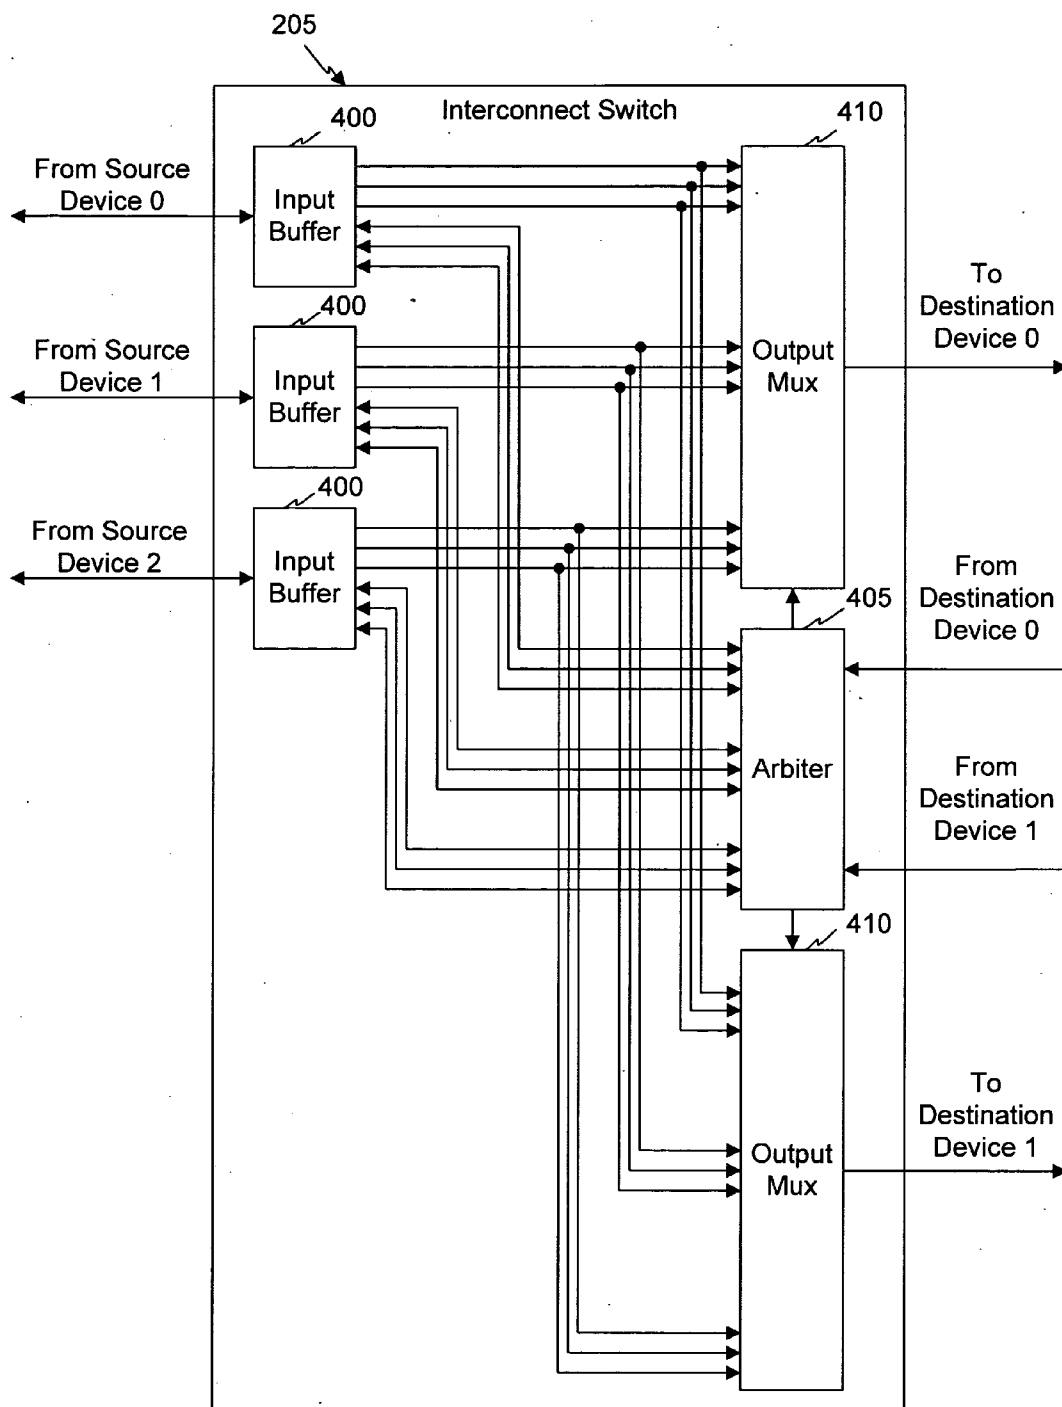 205
Interconnect Switch
400
410
From Source
Device 0
Input
Buffer
To
Destination
Device 0
400
From Source
Device 1
Input
Buffer
Output
Mux
400
From Source
Device 2
Input
Buffer
From
Destination
Device 0
405
Arbiter
From
Destination
Device 1
410
Output
Mux
To
Destination
Device 1